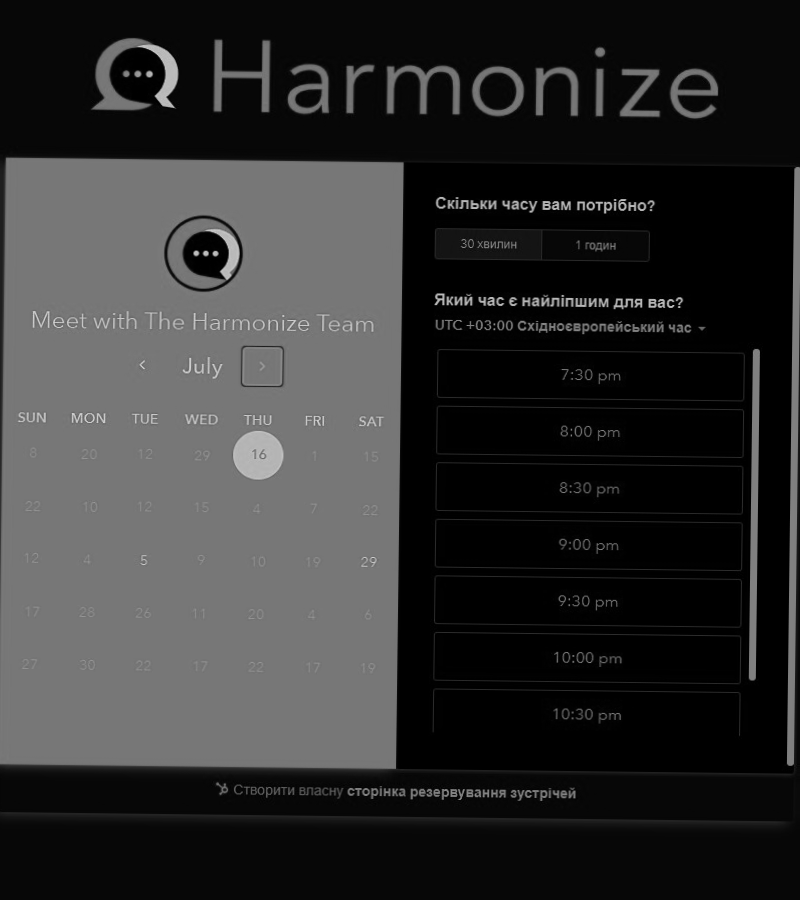 Harmonize
Meet with The Harmonize Team
July
SUN MON TUE WED THU FRI SAT
8 20 12 29 16 1 15
22 10 12 15 4 7 22
12 4 5 9 10 19 29
17 28 26 11 20 4 6
27 30 22 17 22 17 19
Скільки часу вам потрібно?
30 хвилин 1 годин
Який час є найліпшим для вас?
UTC +03:00 Східноєвропейський час
7:30 pm
8:00 pm
8:30 pm
9:00 pm
9:30 pm
10:00 pm
10:30 pm
Створити власну сторінка резервування зустрічей